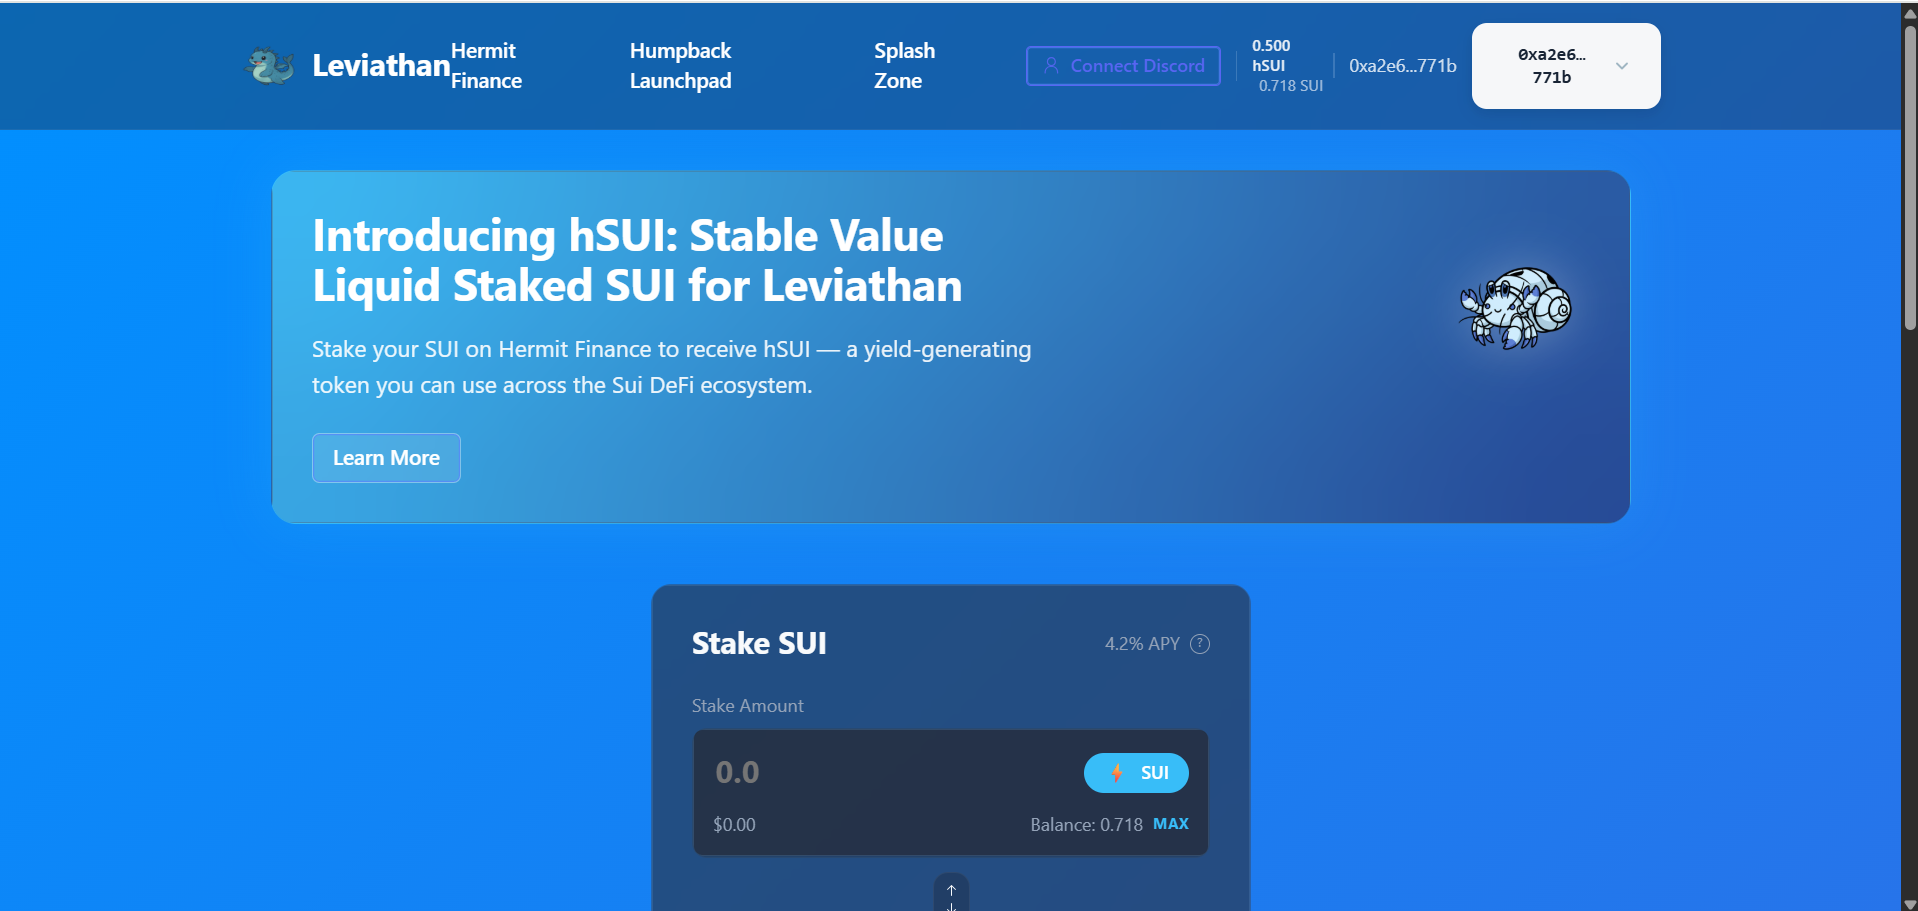 Leviathan
Hermit
Finance
Humpback
Launchpad
Splash
Zone
Connect Discord
0.500
hSUI
0.718 SUI
0xa2e6...771b
0xa2e6...
771b
Introducing hSUI: Stable Value
Liquid Staked SUI for Leviathan
Stake your SUI on Hermit Finance to receive hSUI — a yield-generating
token you can use across the Sui DeFi ecosystem.
Learn More
Stake SUI
4.2% APY ?
Stake Amount
0.0
SUI
$0.00
Balance: 0.718 MAX